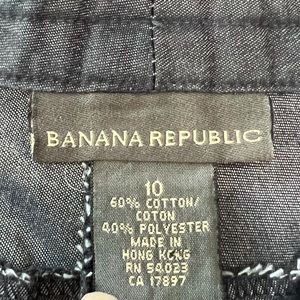 BANANA REPUBLIC
10
60% COTTON/
COTON
40% POLYESTER
MADE IN
HONG KONG
RN 54023
CA 17897